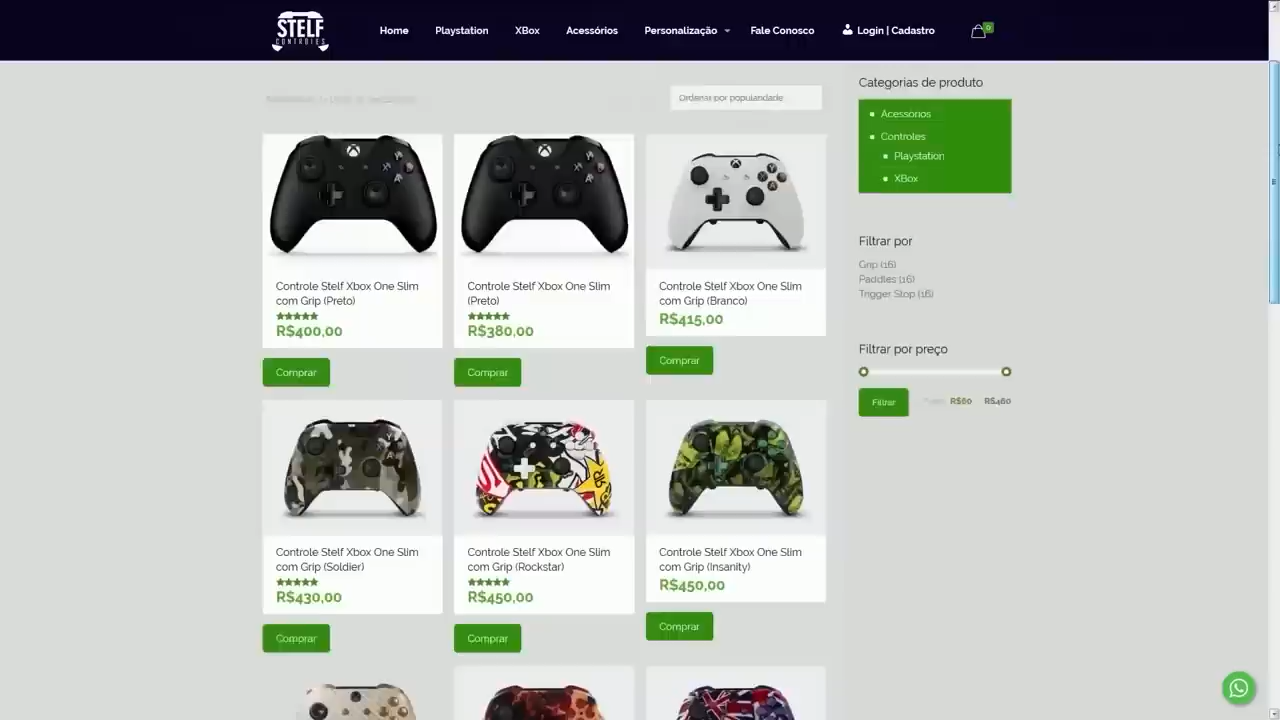 STELF
CONTROLES
Home
Playstation
XBox
Acessórios
Personalização
Fale Conosco
Login | Cadastro
0
Ordenar por popularidade
Controle Stelf Xbox One Slim
com Grip (Preto)
R$400,00
Comprar
Controle Stelf Xbox One Slim
(Preto)
R$380,00
Comprar
Controle Stelf Xbox One Slim
com Grip (Branco)
R$415,00
Comprar
Controle Stelf Xbox One Slim
com Grip (Soldier)
R$430,00
Comprar
Controle Stelf Xbox One Slim
com Grip (Rockstar)
R$450,00
Comprar
Controle Stelf Xbox One Slim
com Grip (Insanity)
R$450,00
Comprar
Categorias de produto
Acessórios
Controles
Playstation
XBox
Filtrar por
Grip (16)
Paddles (16)
Trigger Stop (16)
Filtrar por preço
Filtrar
R$60
R$460